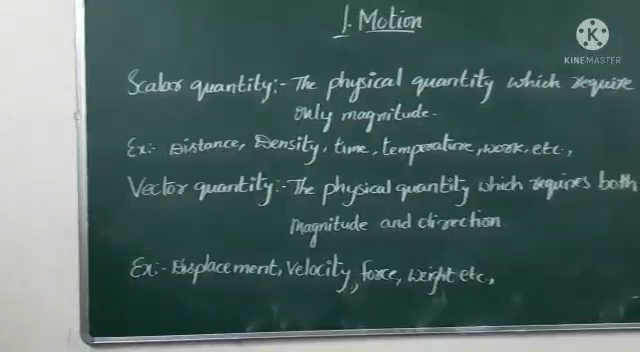 1. Motion
K
KINEMASTER
Scalar quantity:- The physical quantity which require
only magnitude.
Ex:- Distance, Density, time, temperature, work, etc,
Vector quantity:- The physical quantity which requires both
magnitude and direction
Ex:- Displacement, Velocity, force, weight etc,